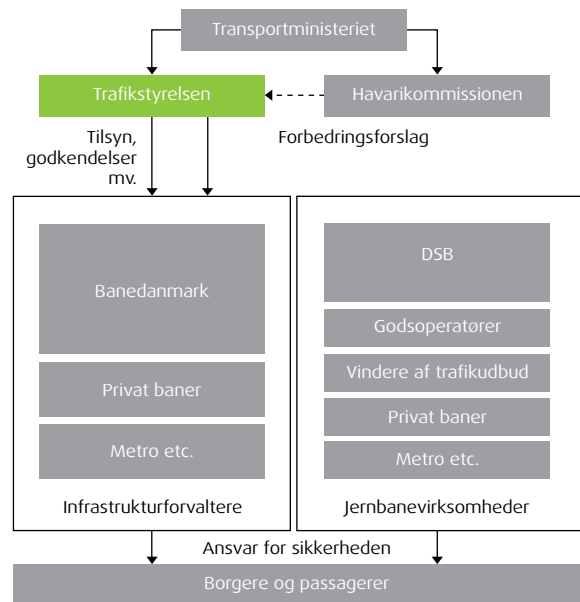 Transportministeriet
Trafikstyrelsen
Havarikommissionen
Tilsyn,
godkendelser
mv.
Forbedringsforslag
Banedanmark
Privat baner
Metro etc.
Infrastrukturforvaltere
DSB
Godsoperatører
Vindere af trafikudbud
Privat baner
Metro etc.
Jernbanevirksomheder
Ansvar for sikkerheden
Borgere og passagerer